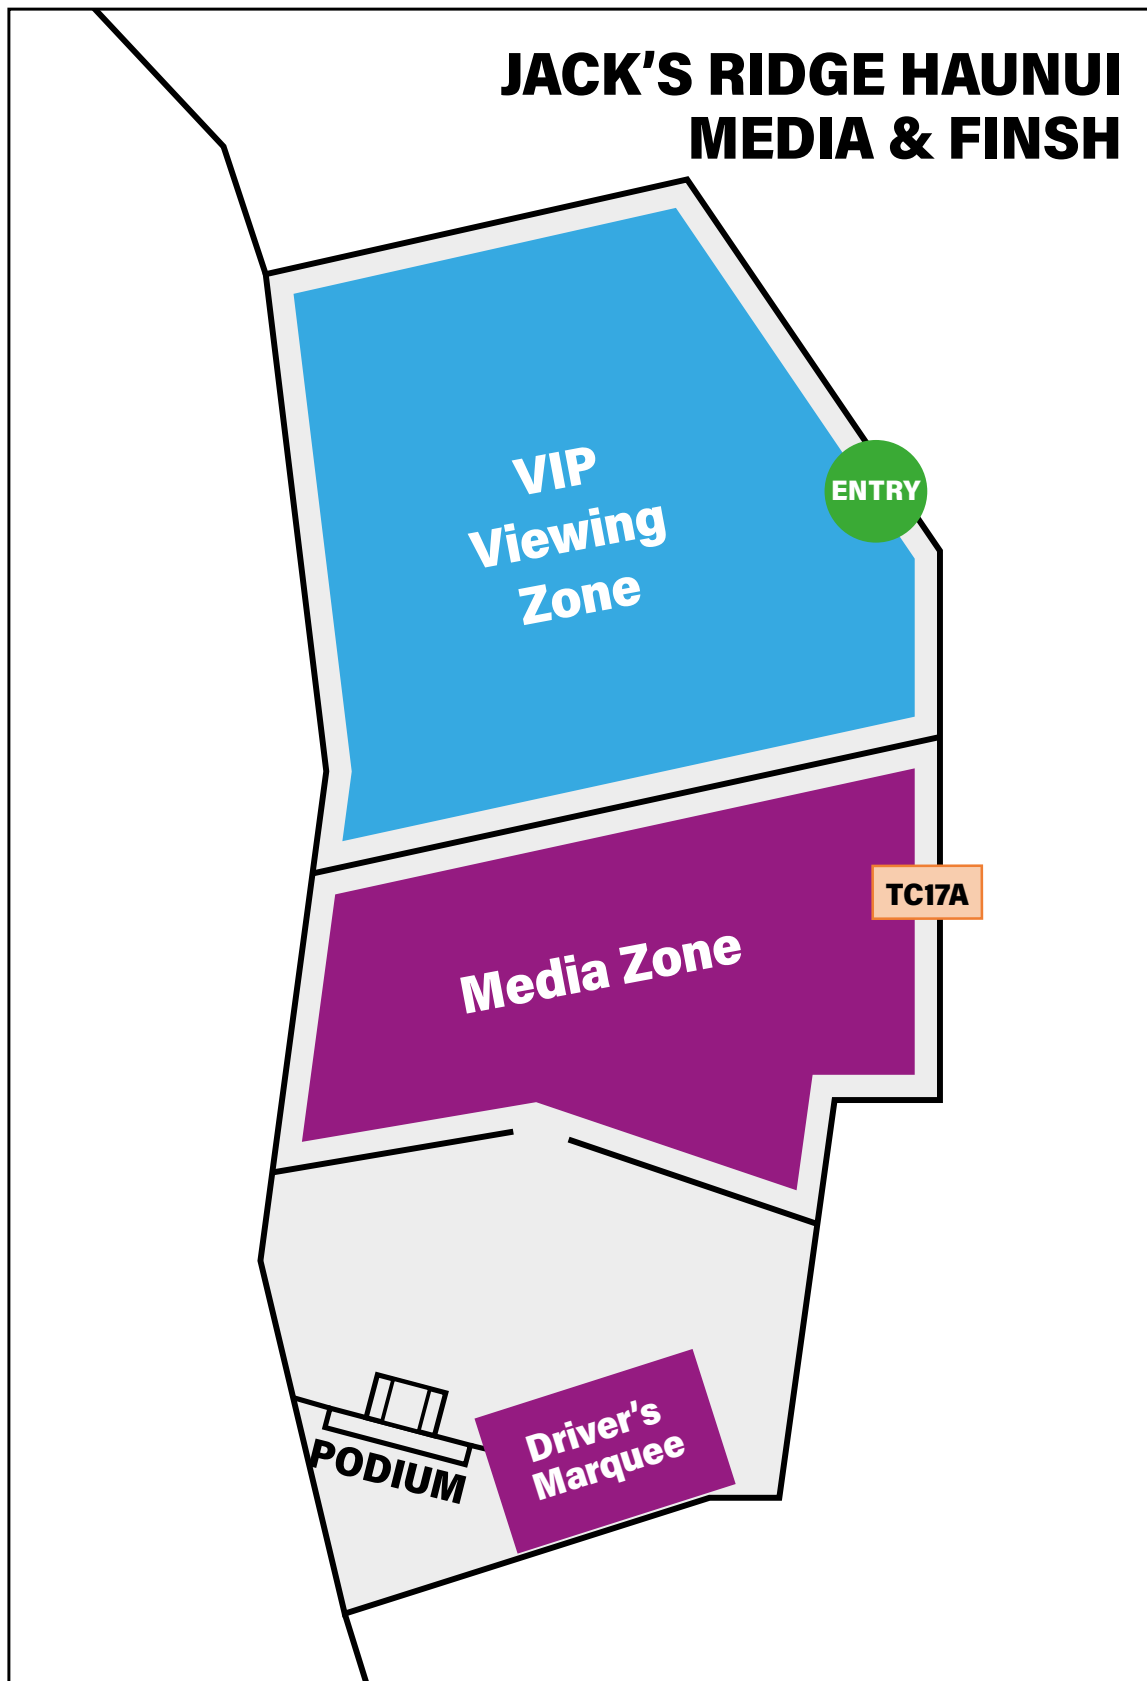 JACK'S RIDGE HAUNUI
MEDIA & FINSH
VIP
Viewing
Zone
ENTRY
TC17A
Media Zone
PODIUM
Driver's
Marquee